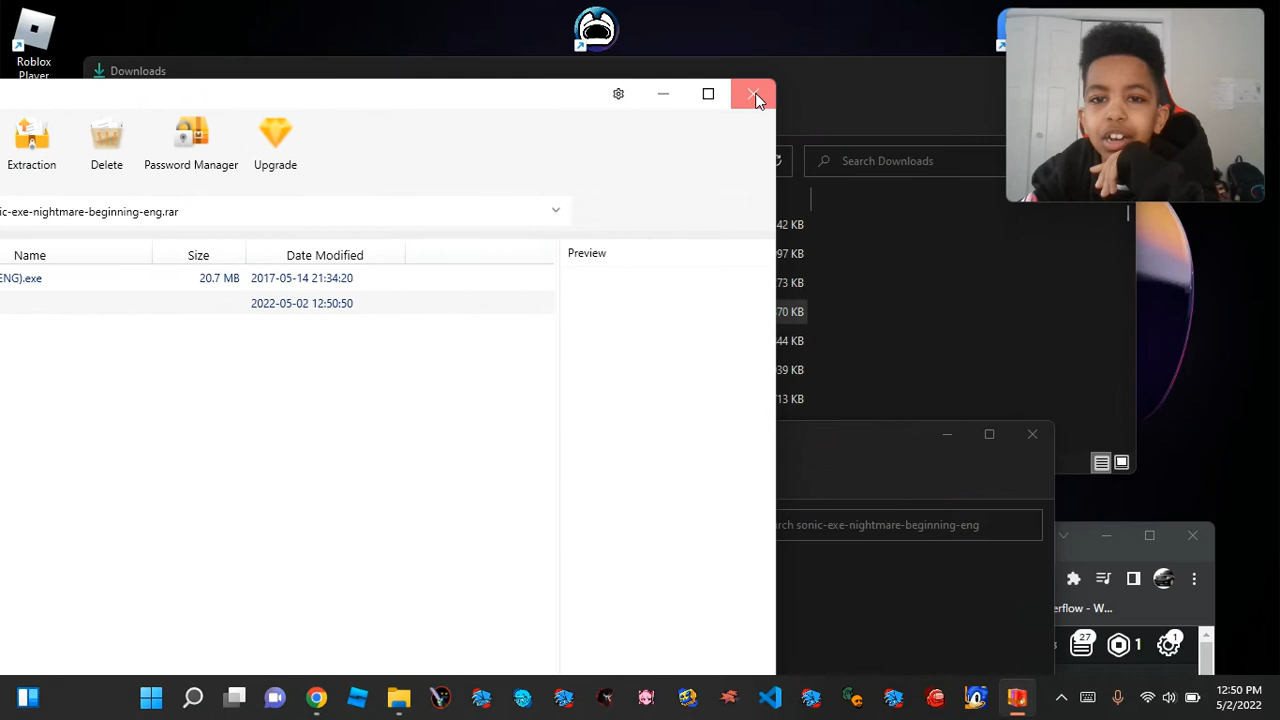 Roblox
Player
Downloads
Extraction
Delete
Password Manager
Upgrade
Search Downloads
ic-exe-nightmare-beginning-eng.rar
42 KB
Name
Size
Date Modified
Preview
97 KB
ENG).exe
20.7 MB
2017-05-14 21:34:20
73 KB
2022-05-02 12:50:50
70 KB
44 KB
39 KB
13 KB
rch sonic-exe-nightmare-beginning-eng
erflow - W...
27
1
1
12:50 PM
5/2/2022